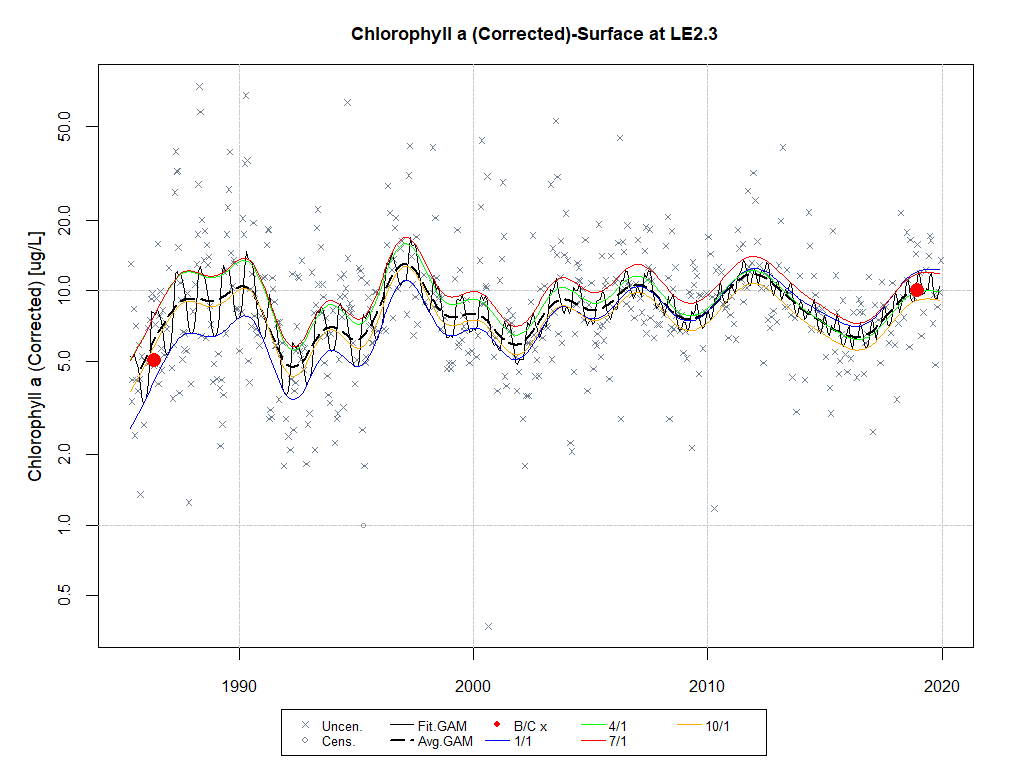 Chlorophyll a (Corrected)-Surface at LE2.3
Chlorophyll a (Corrected) [ug/L]
50.0
20.0
10.0
5.0
2.0
1.0
0.5
1990 2000 2010 2020
Uncen. Fit.GAM B/C x 4/1 10/1
Cens. Avg.GAM 1/1 7/1